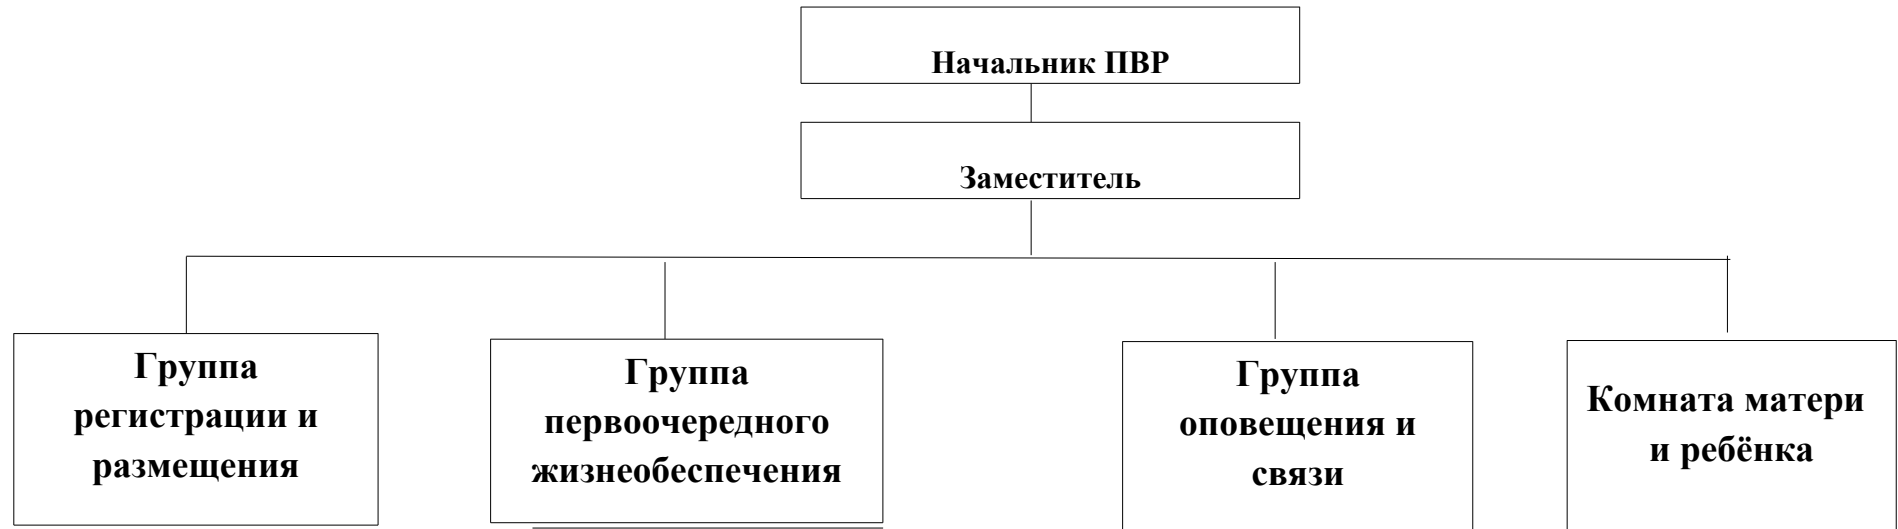 Начальник ПВР
Заместитель
Группа
регистрации и
размещения
Группа
первоочередного
жизнеобеспечения
Группа
оповещения и
связи
Комната матери
и ребёнка